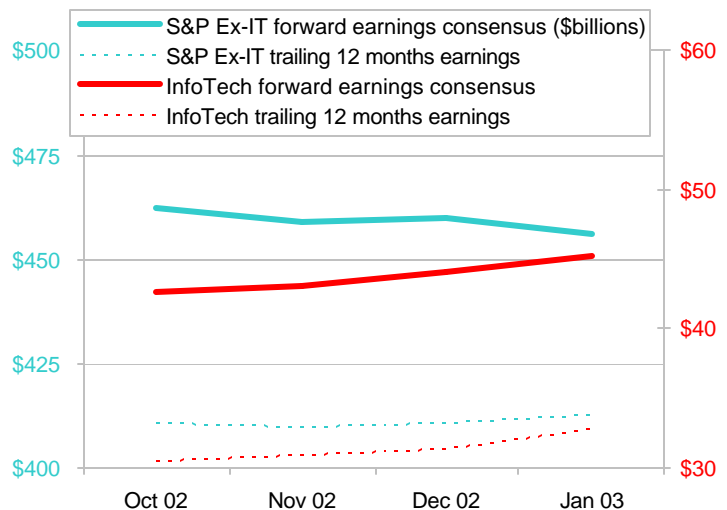 S&P Ex-IT forward earnings consensus ($billions)
S&P Ex-IT trailing 12 months earnings
InfoTech forward earnings consensus
InfoTech trailing 12 months earnings
$500
$475
$450
$425
$400
$60
$50
$40
$30
Oct 02
Nov 02
Dec 02
Jan 03